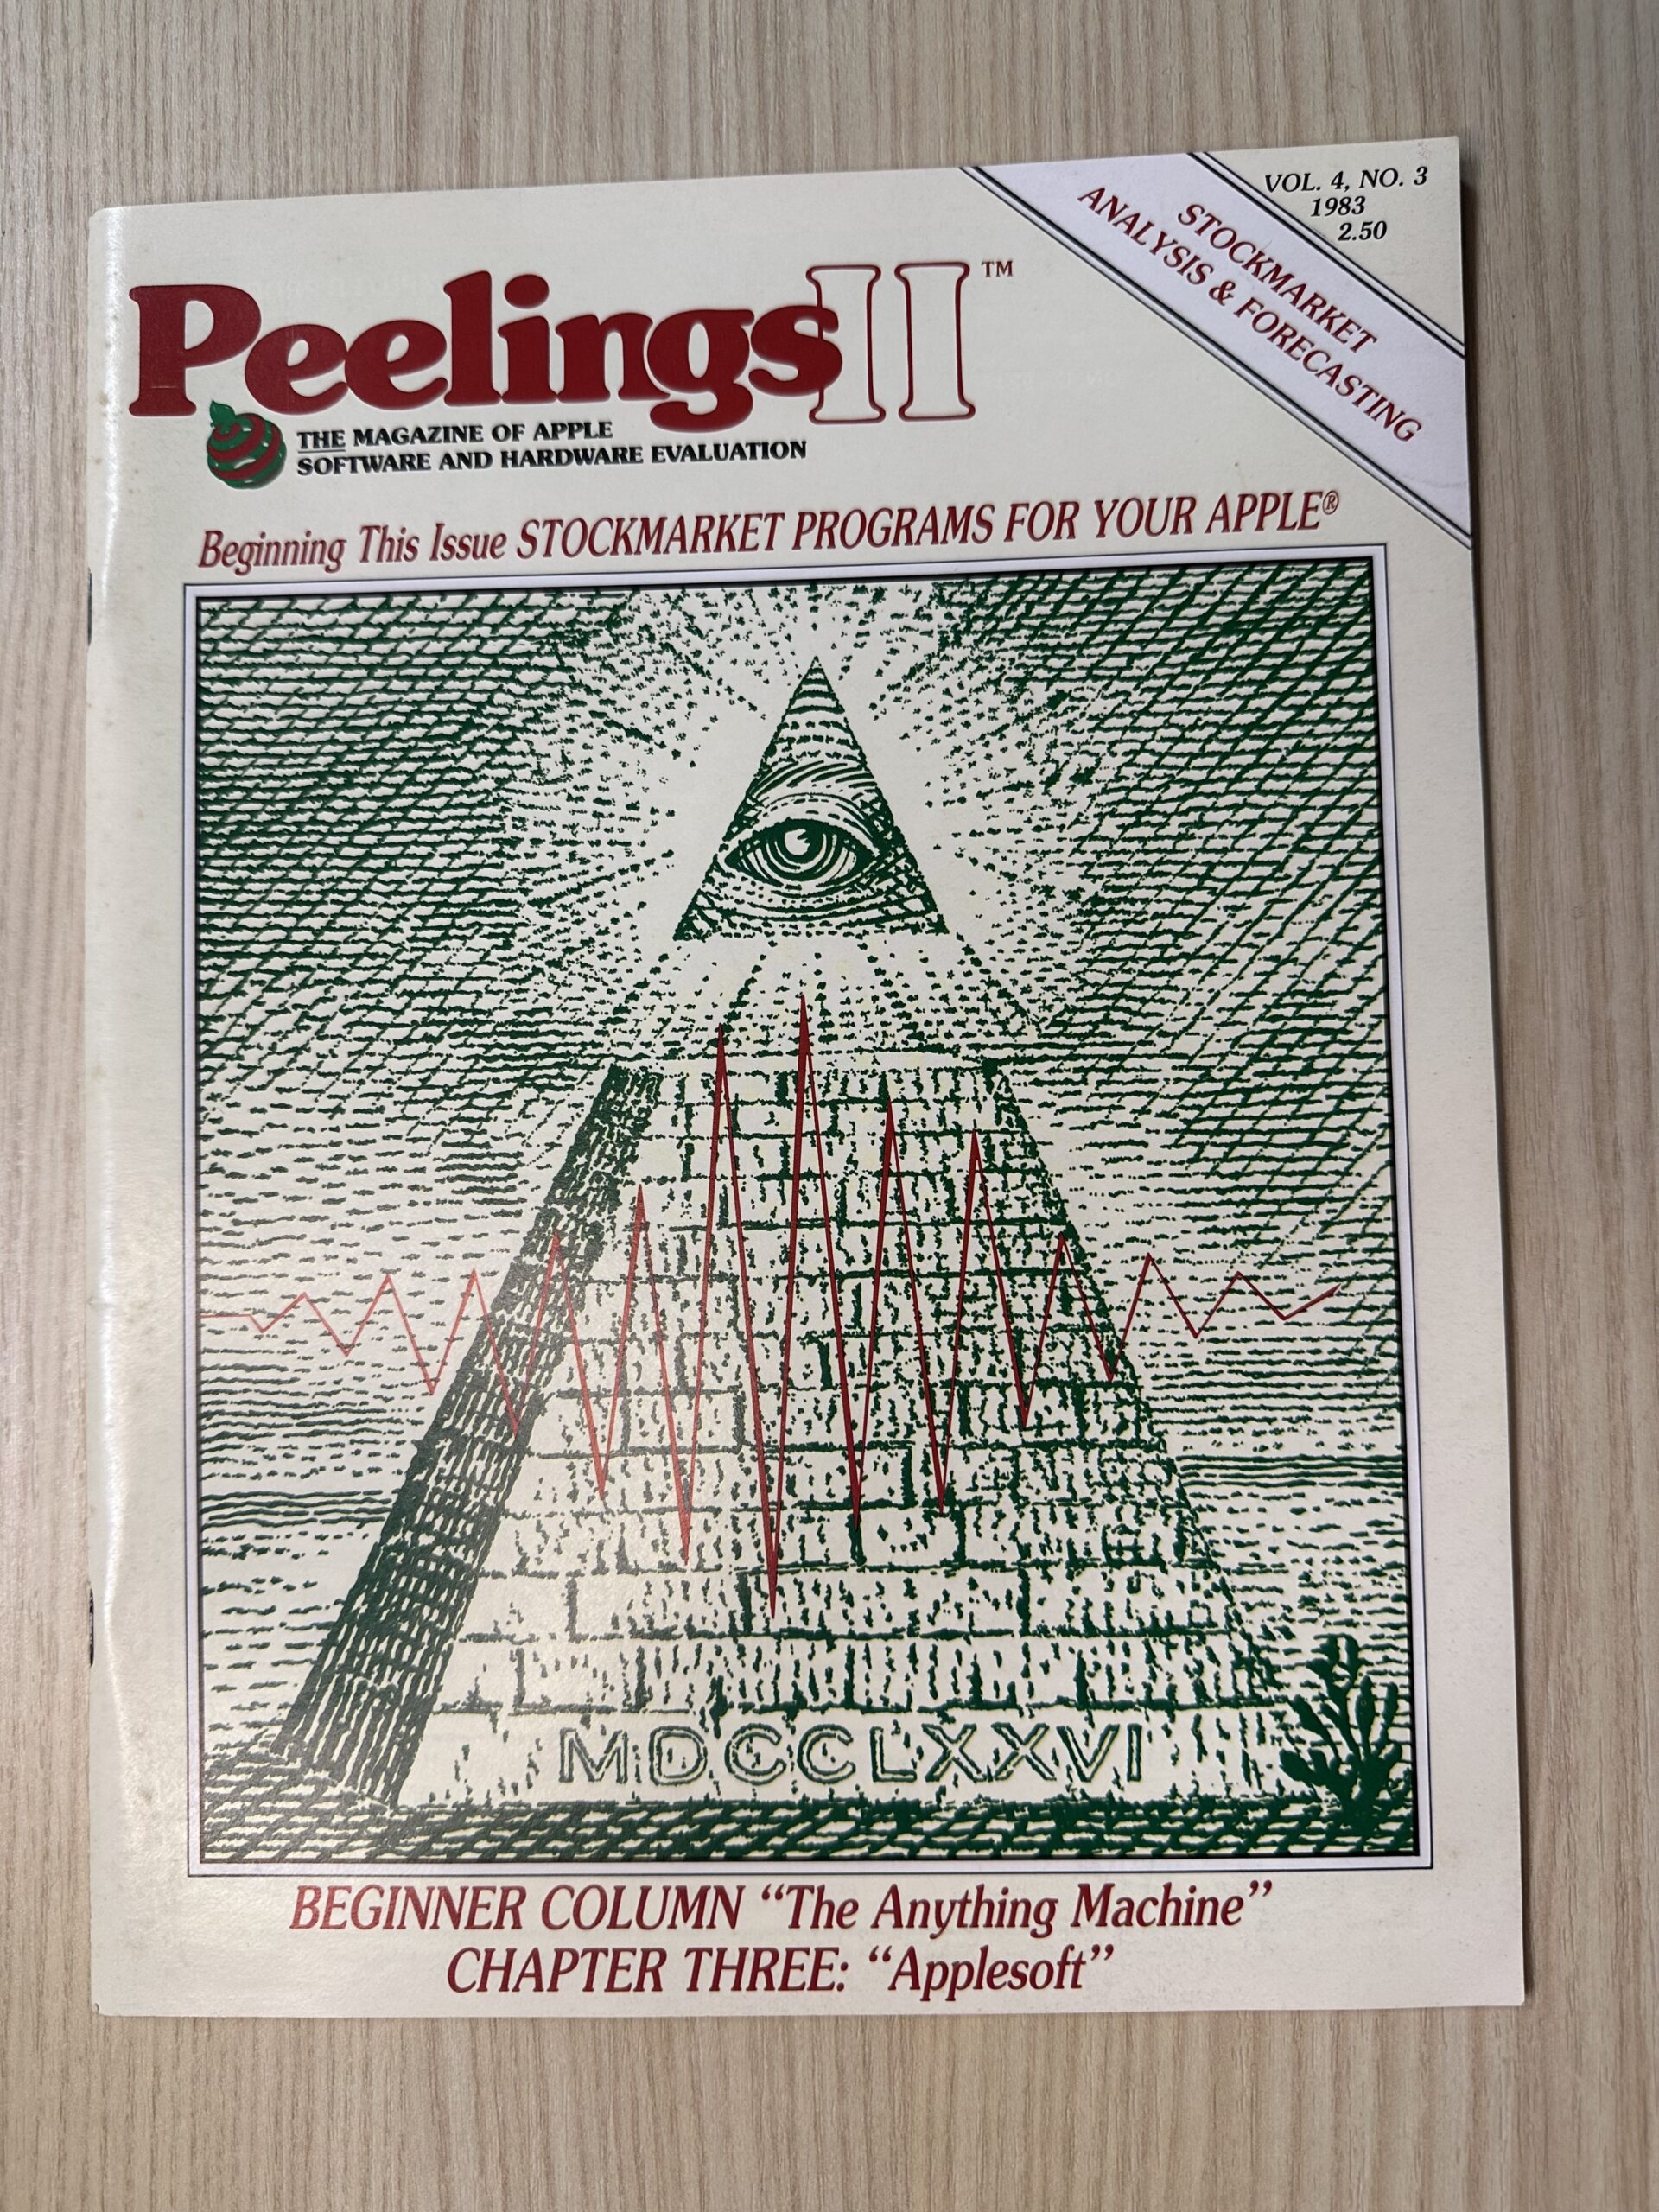 VOL. 4, NO. 3
1983
2.50
STOCKMARKET
ANALYSIS & FORECASTING
Peelings II™
THE MAGAZINE OF APPLE
SOFTWARE AND HARDWARE EVALUATION
Beginning This Issue STOCKMARKET PROGRAMS FOR YOUR APPLE®
MDCCLXXVI
BEGINNER COLUMN “The Anything Machine”
CHAPTER THREE: “Applesoft”